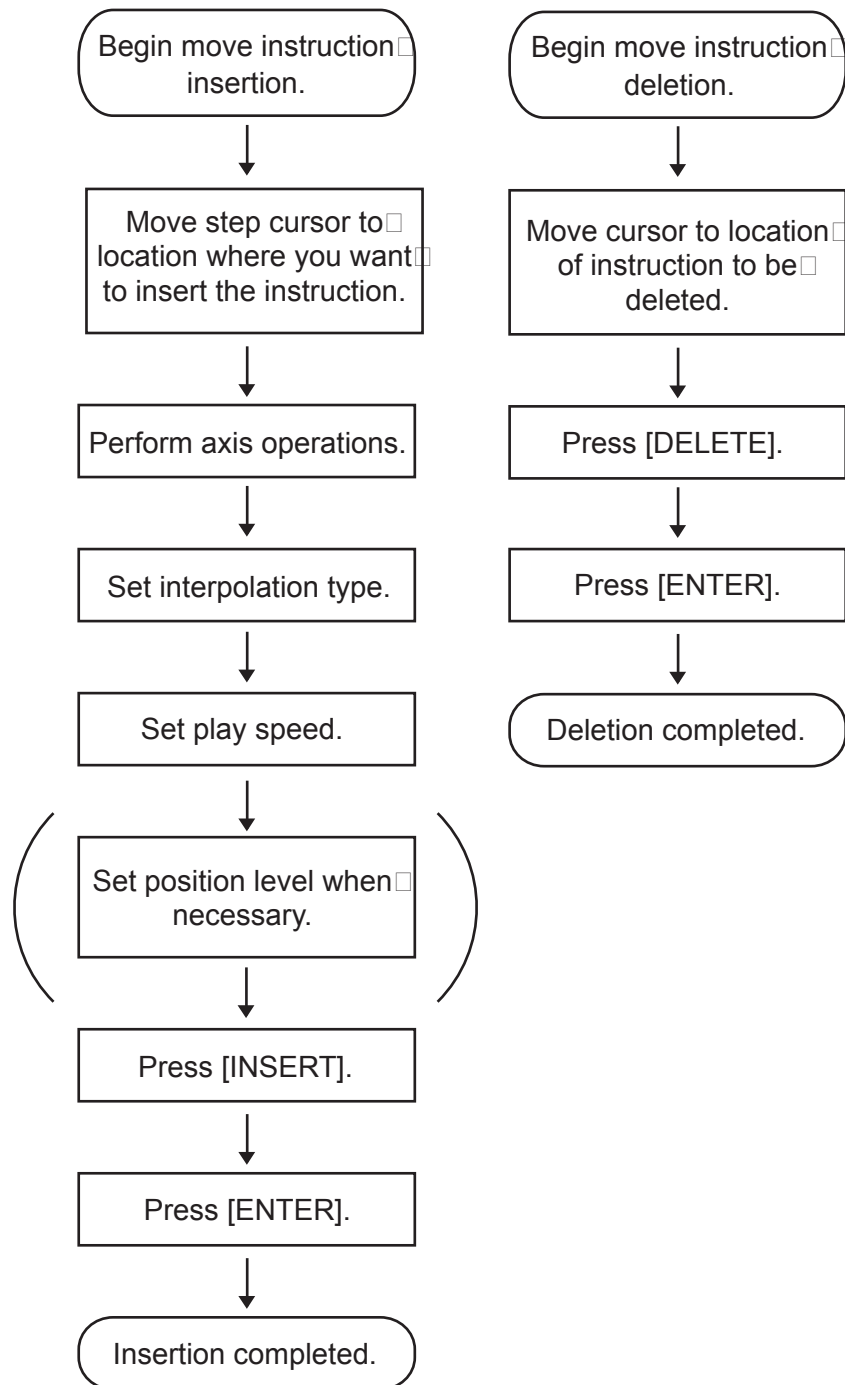 Begin move instruction
insertion.
Move step cursor to
location where you want
to insert the instruction.
Perform axis operations.
Set interpolation type.
Set play speed.
Set position level when
necessary.
Press [INSERT].
Press [ENTER].
Insertion completed.
Begin move instruction
deletion.
Move cursor to location
of instruction to be
deleted.
Press [DELETE].
Press [ENTER].
Deletion completed.